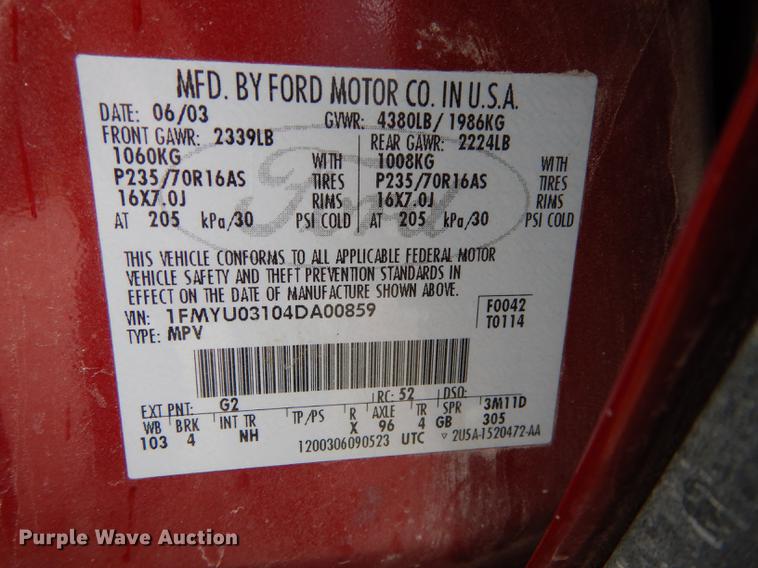 MFD. BY FORD MOTOR CO. IN U.S.A.
DATE: 06/03 GVWR: 4380LB/ 1986KG
FRONT GAWR: 2339LB REAR GAWR: 2224LB
1060KG WITH 1008KG WITH
P235/70R16AS TIRES P235/70R16AS TIRES
16X7.0J RIMS 16X7.0J RIMS
AT 205 kPa/30 PSI COLD AT 205 kPa/30 PSI COLD
Ford
THIS VEHICLE CONFORMS TO ALL APPLICABLE FEDERAL MOTOR
VEHICLE SAFETY AND THEFT PREVENTION STANDARDS IN
EFFECT ON THE DATE OF MANUFACTURE SHOWN ABOVE.
VIN: 1FMYU03104DA00859 F0042
TYPE: MPV T0114
EXT PNT: G2 RC: 52 DSO:
WB BRK INT TR TP/PS R AXLE TR SPR 3M11D
103 4 NH X 96 4 GB 305
1200306090523 UTC ▽ 2U5A-1520472-AA
Purple Wave Auction